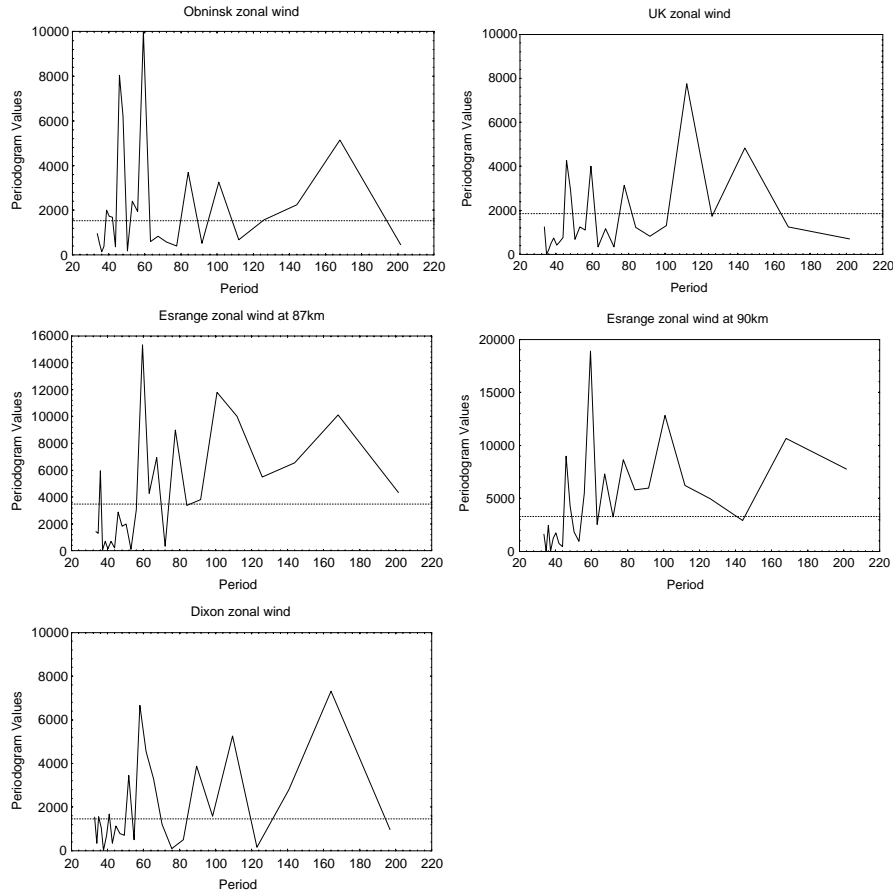 Obninsk zonal wind
Periodogram Values
10000
8000
6000
4000
2000
0
20 40 60 80 100 120 140 160 180 200 220
Period
UK zonal wind
Periodogram Values
10000
8000
6000
4000
2000
0
20 40 60 80 100 120 140 160 180 200 220
Period
Esrange zonal wind at 87km
Periodogram Values
16000
14000
12000
10000
8000
6000
4000
2000
0
20 40 60 80 100 120 140 160 180 200 220
Period
Esrange zonal wind at 90km
Periodogram Values
20000
15000
10000
5000
0
20 40 60 80 100 120 140 160 180 200 220
Period
Dixon zonal wind
Periodogram Values
10000
8000
6000
4000
2000
0
20 40 60 80 100 120 140 160 180 200 220
Period